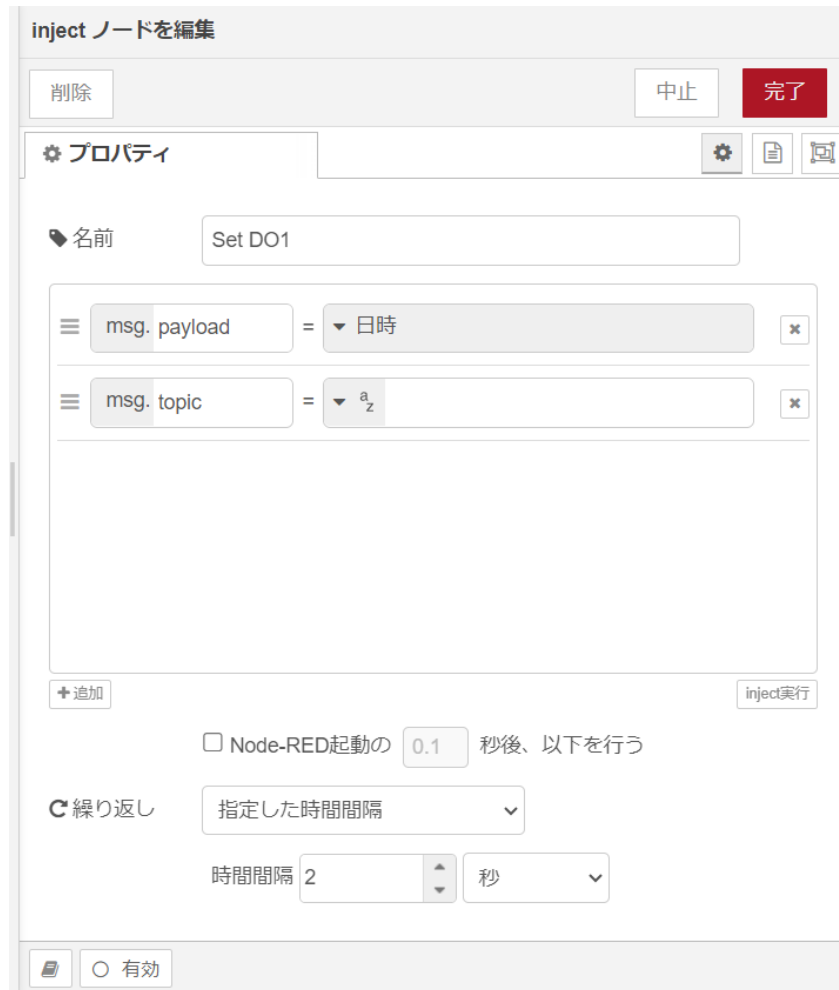 inject ノードを編集
削除 中止 完了
プロパティ
名前 Set DO1
msg. payload = 日時
msg. topic = az
追加 inject実行
Node-RED起動の 0.1 秒後、以下を行う
繰り返し 指定した時間間隔
時間間隔 2 秒
有効